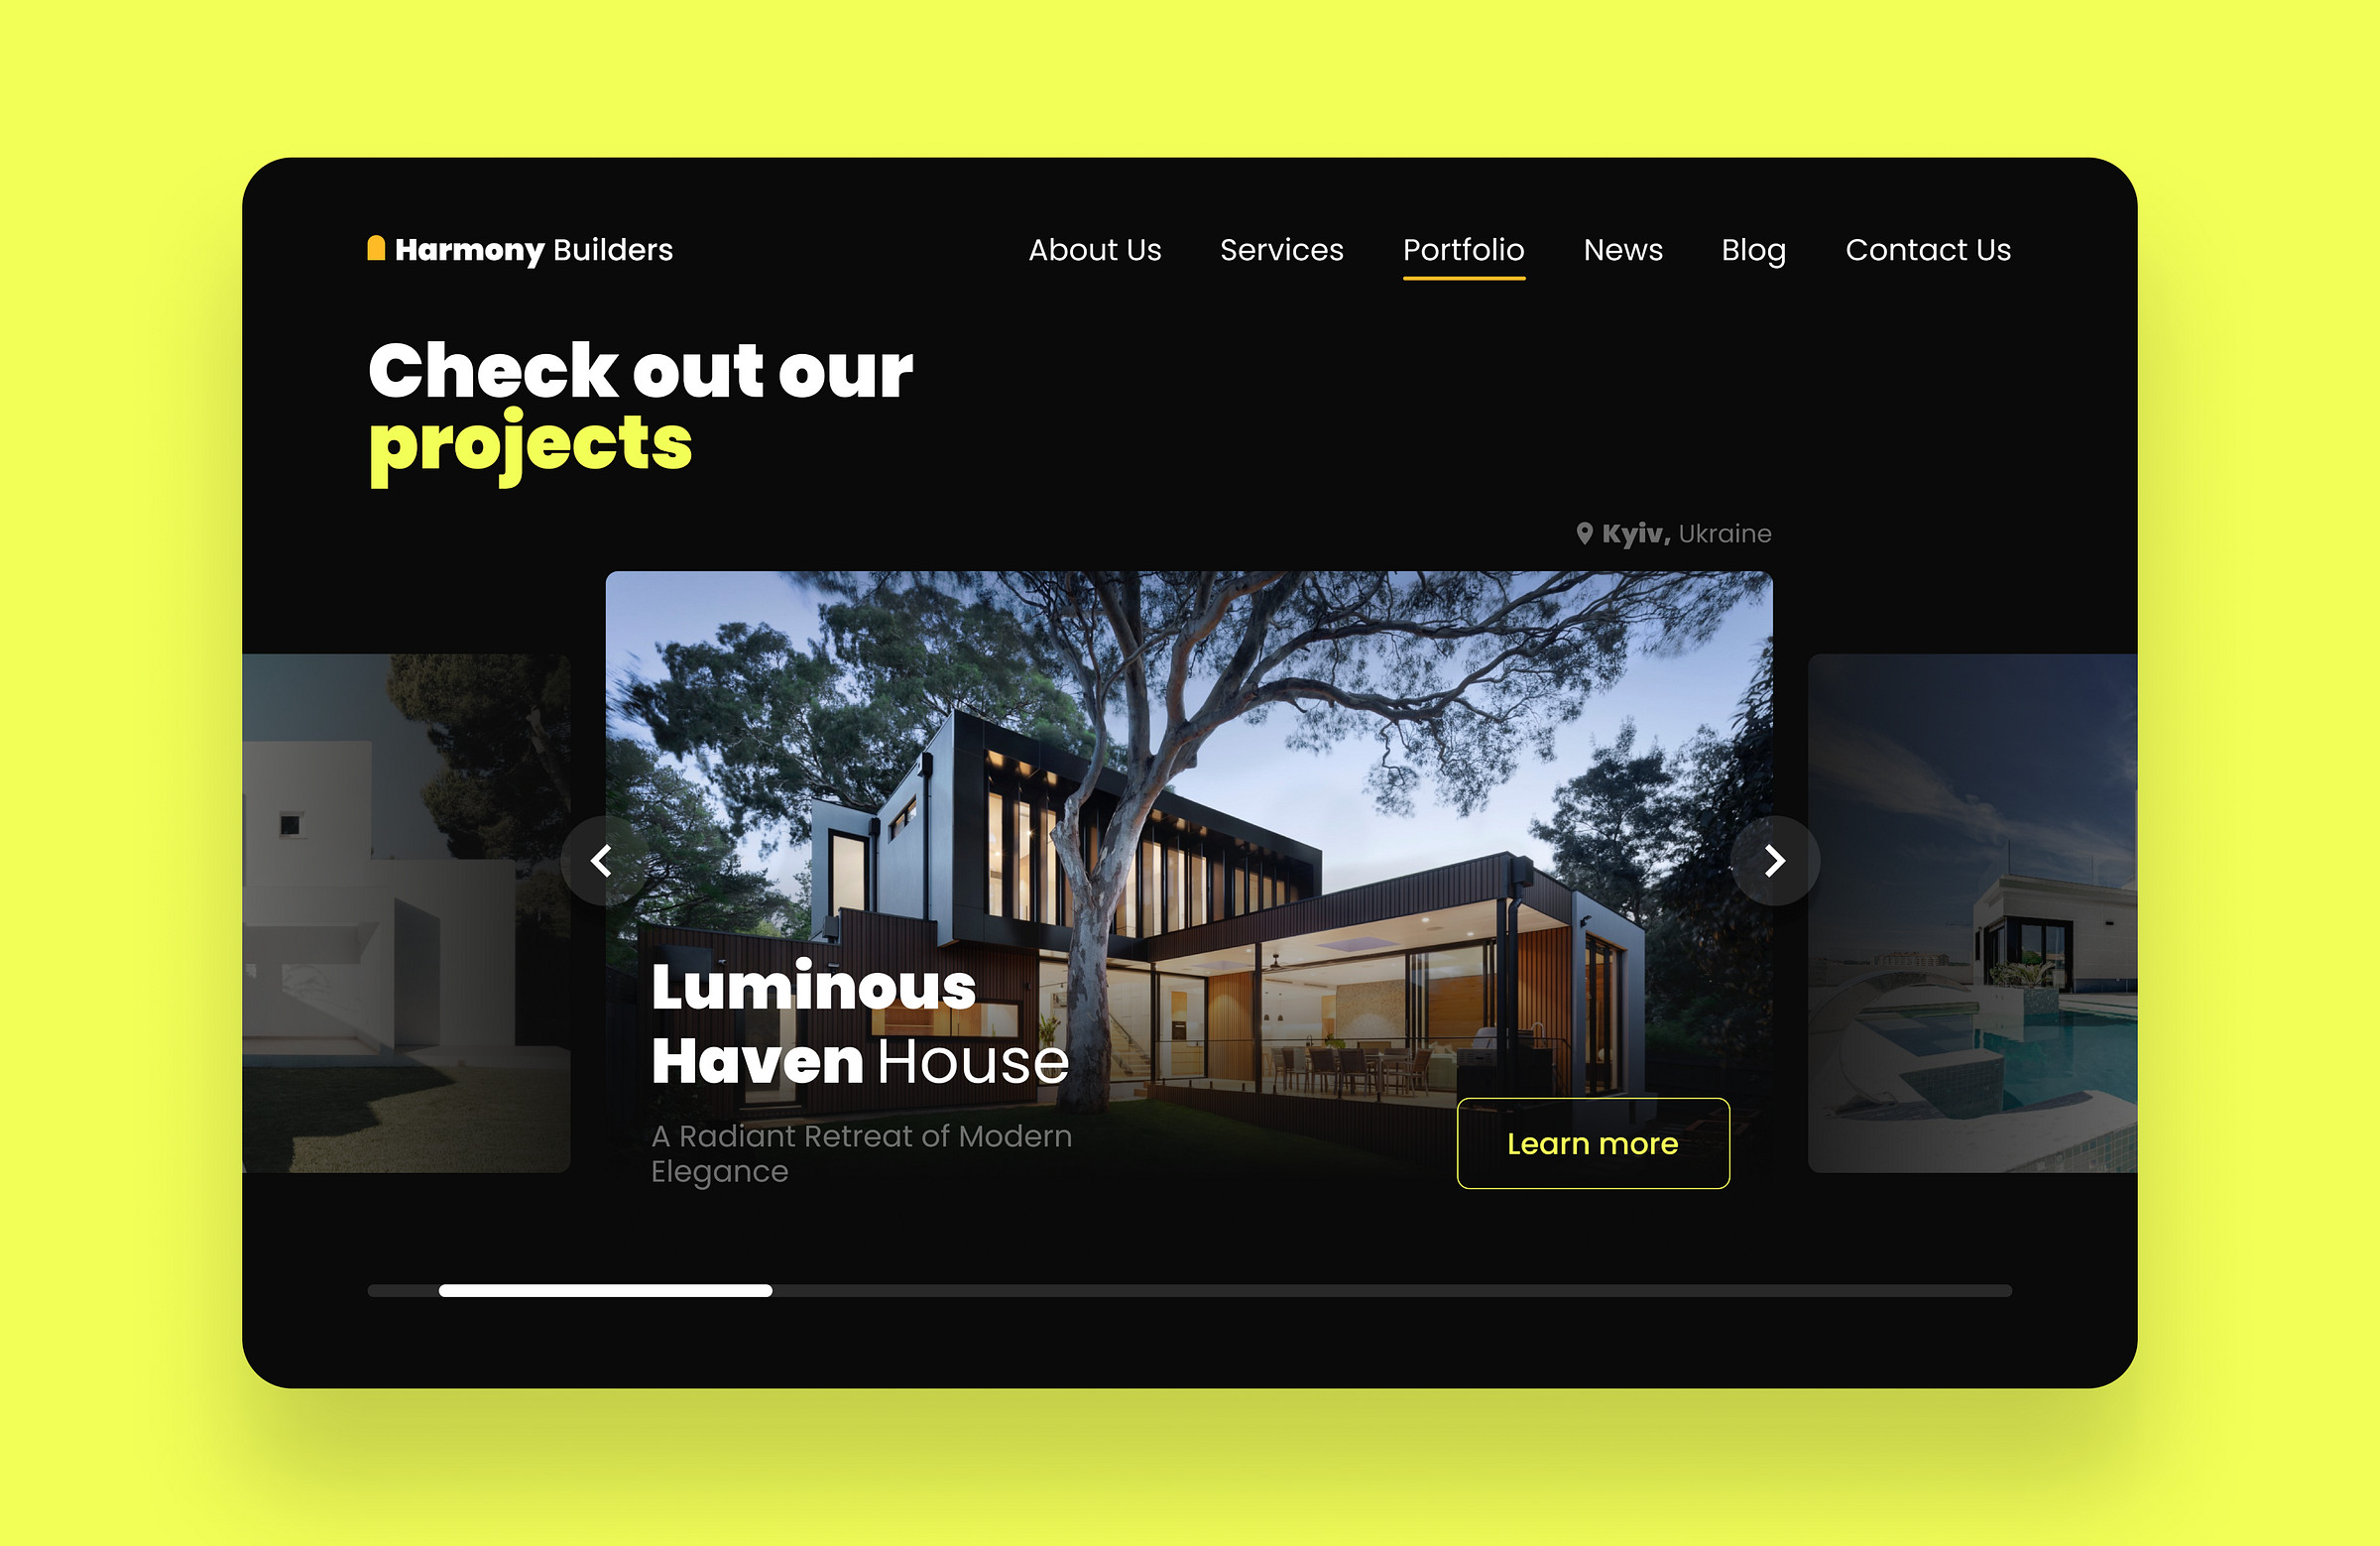 Harmony Builders
About Us Services Portfolio News Blog Contact Us
Check out our
projects
Kyiv, Ukraine
Luminous
Haven House
A Radiant Retreat of Modern
Elegance
Learn more